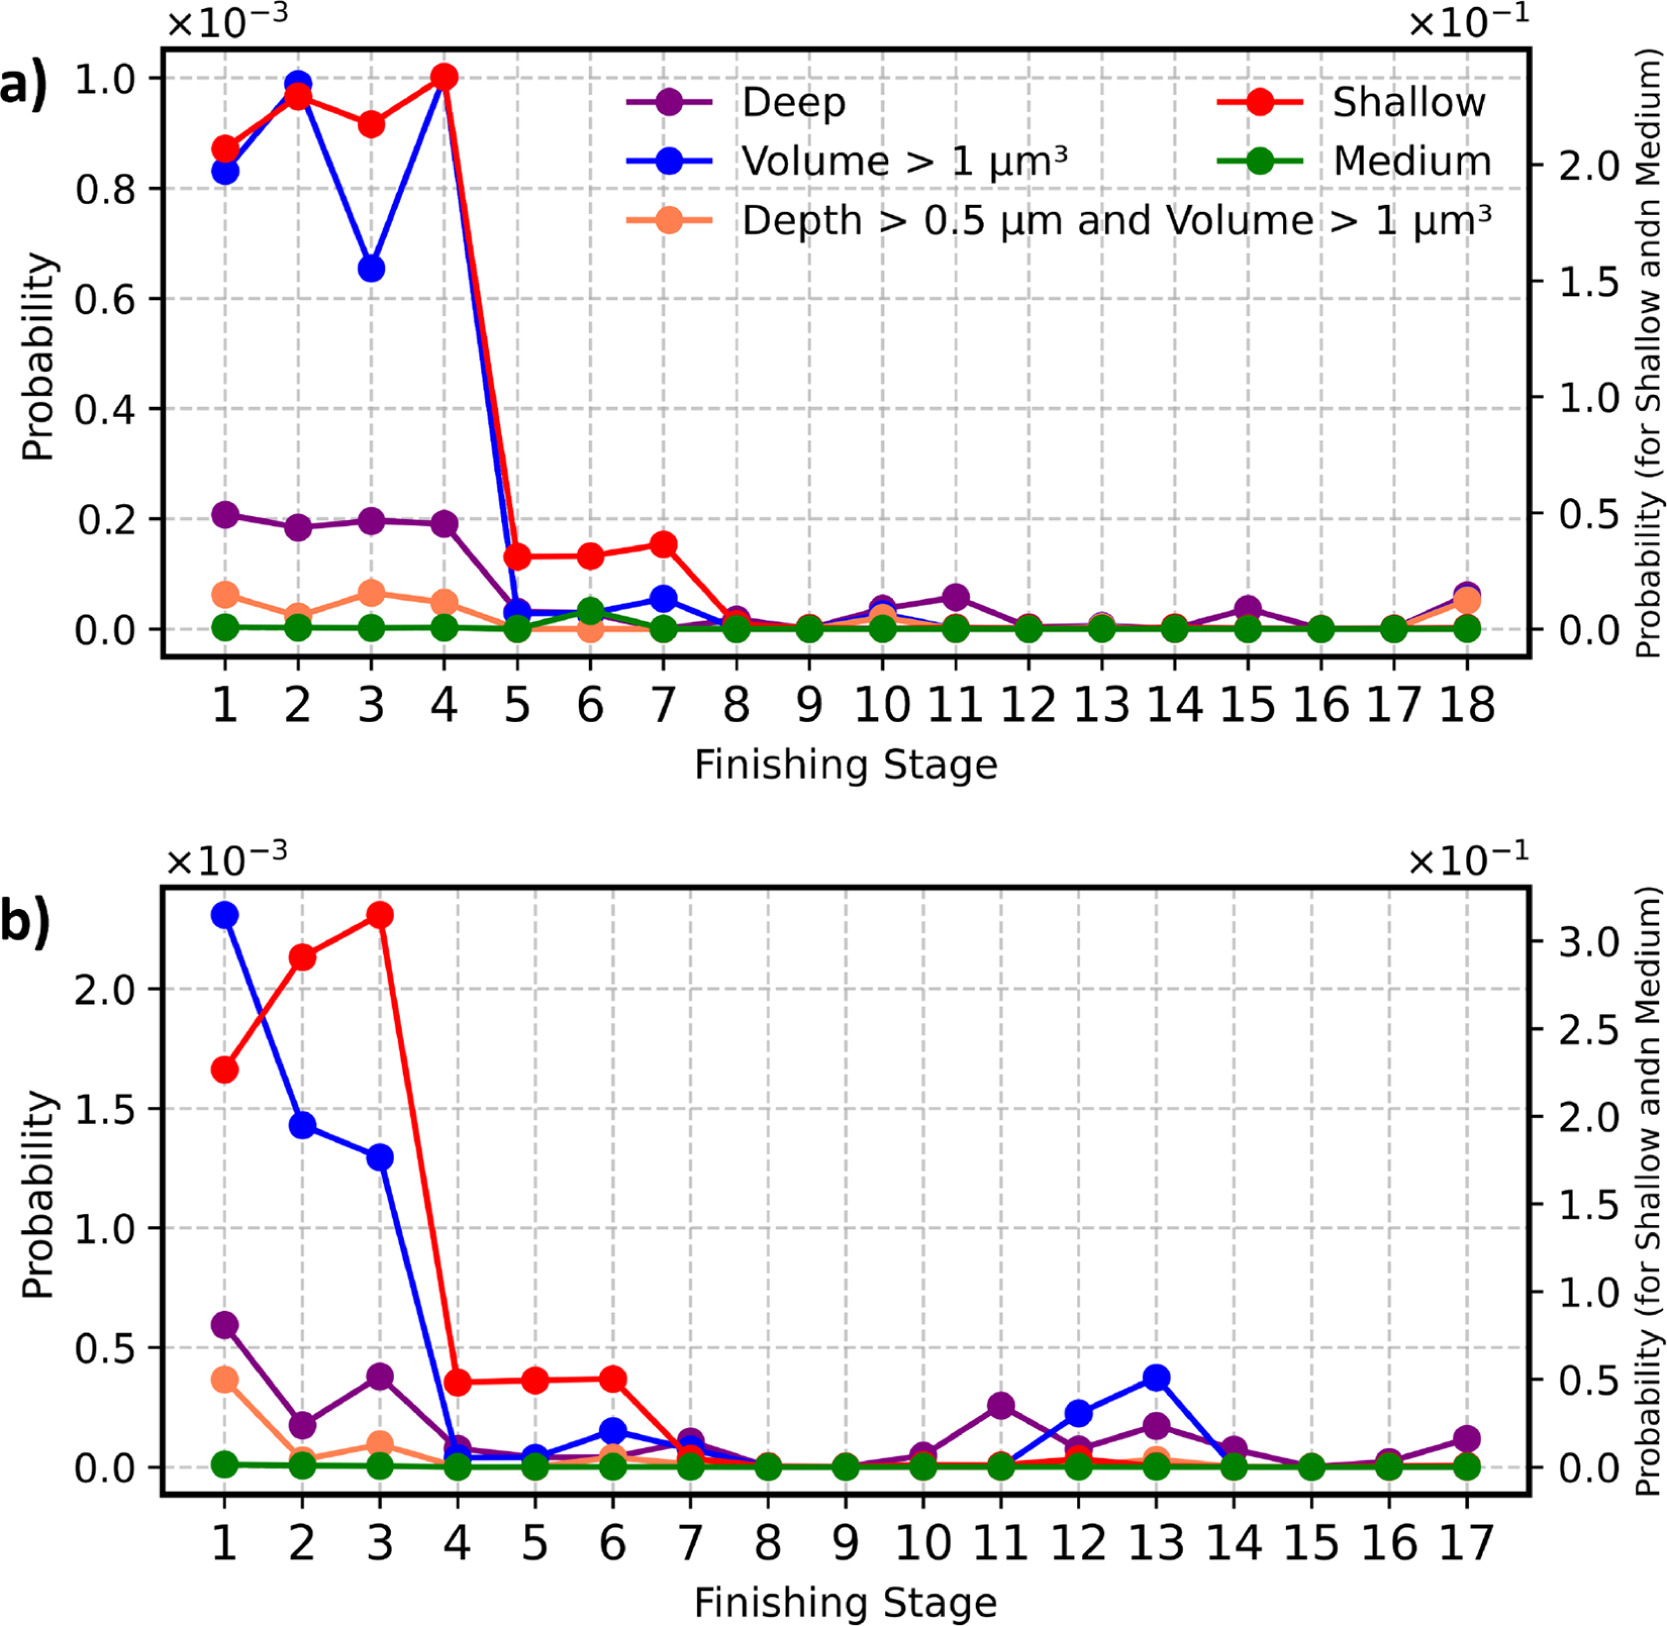 ×10⁻³ ×10⁻¹
a)
Deep Shallow
Volume > 1 μm³ Medium
Depth > 0.5 μm and Volume > 1 μm³
Probability
1.0
0.8
0.6
0.4
0.2
0.0
Probability (for Shallow andn Medium)
2.0
1.5
1.0
0.5
0.0
1 2 3 4 5 6 7 8 9 10 11 12 13 14 15 16 17 18
Finishing Stage
×10⁻³ ×10⁻¹
b)
Probability
2.0
1.5
1.0
0.5
0.0
Probability (for Shallow andn Medium)
3.0
2.5
2.0
1.5
1.0
0.5
0.0
1 2 3 4 5 6 7 8 9 10 11 12 13 14 15 16 17
Finishing Stage